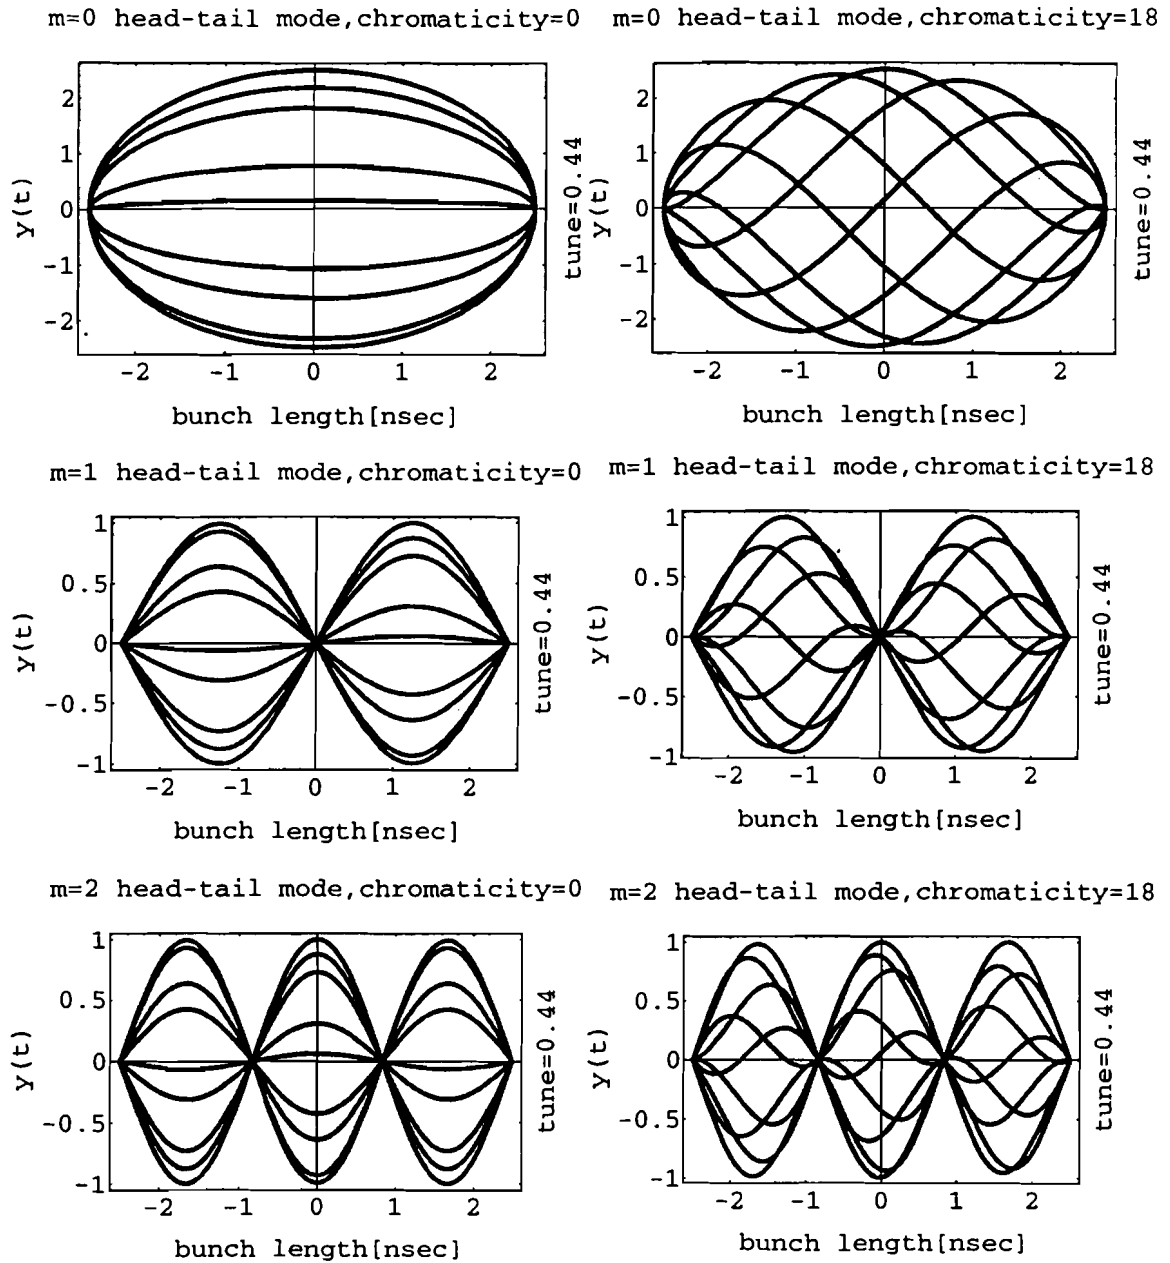 m=0 head-tail mode,chromaticity=0
2
1
0
-1
-2
y(t)
tune=0.44
-2 -1 0 1 2
bunch length[nsec]
m=0 head-tail mode,chromaticity=18
2
1
0
-1
-2
y(t)
tune=0.44
-2 -1 0 1 2
bunch length[nsec]
m=1 head-tail mode,chromaticity=0
1
0.5
0
-0.5
-1
y(t)
tune=0.44
-2 -1 0 1 2
bunch length[nsec]
m=1 head-tail mode,chromaticity=18
1
0.5
0
-0.5
-1
y(t)
tune=0.44
-2 -1 0 1 2
bunch length[nsec]
m=2 head-tail mode,chromaticity=0
1
0.5
0
-0.5
-1
y(t)
tune=0.44
-2 -1 0 1 2
bunch length[nsec]
m=2 head-tail mode,chromaticity=18
1
0.5
0
-0.5
-1
y(t)
tune=0.44
-2 -1 0 1 2
bunch length[nsec]